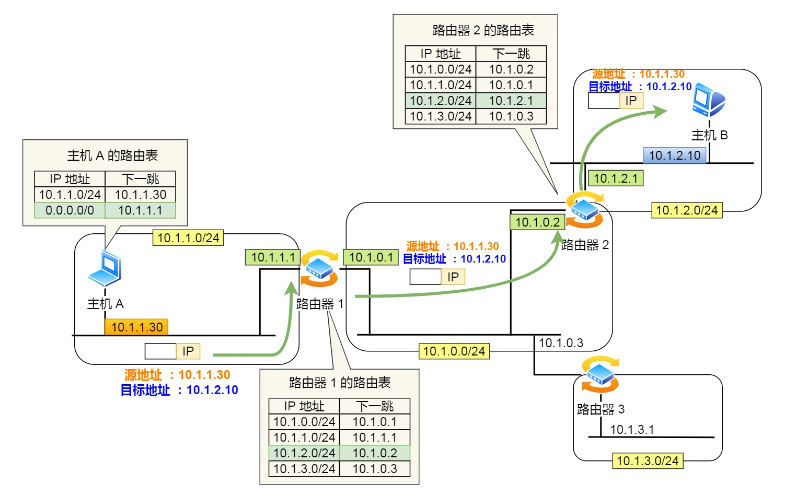 路由器 2 的路由表
IP 地址 下一跳
10.1.0.0/24 10.1.0.2
10.1.1.0/24 10.1.0.1
10.1.2.0/24 10.1.2.1
10.1.3.0/24 10.1.0.3
源地址 ：10.1.1.30
目标地址 ：10.1.2.10
IP
主机 B
10.1.2.10
10.1.2.1
10.1.2.0/24
主机 A 的路由表
IP 地址 下一跳
10.1.1.0/24 10.1.1.30
0.0.0.0/0 10.1.1.1
10.1.1.0/24
10.1.1.1
10.1.0.1
主机 A
路由器 1
10.1.1.30
IP
源地址 ：10.1.1.30
目标地址 ：10.1.2.10
源地址 ：10.1.1.30
目标地址 ：10.1.2.10
IP
10.1.0.2
路由器 2
10.1.0.0/24
10.1.0.3
路由器 1 的路由表
IP 地址 下一跳
10.1.0.0/24 10.1.0.1
10.1.1.0/24 10.1.1.1
10.1.2.0/24 10.1.0.2
10.1.3.0/24 10.1.0.3
路由器 3
10.1.3.1
10.1.3.0/24